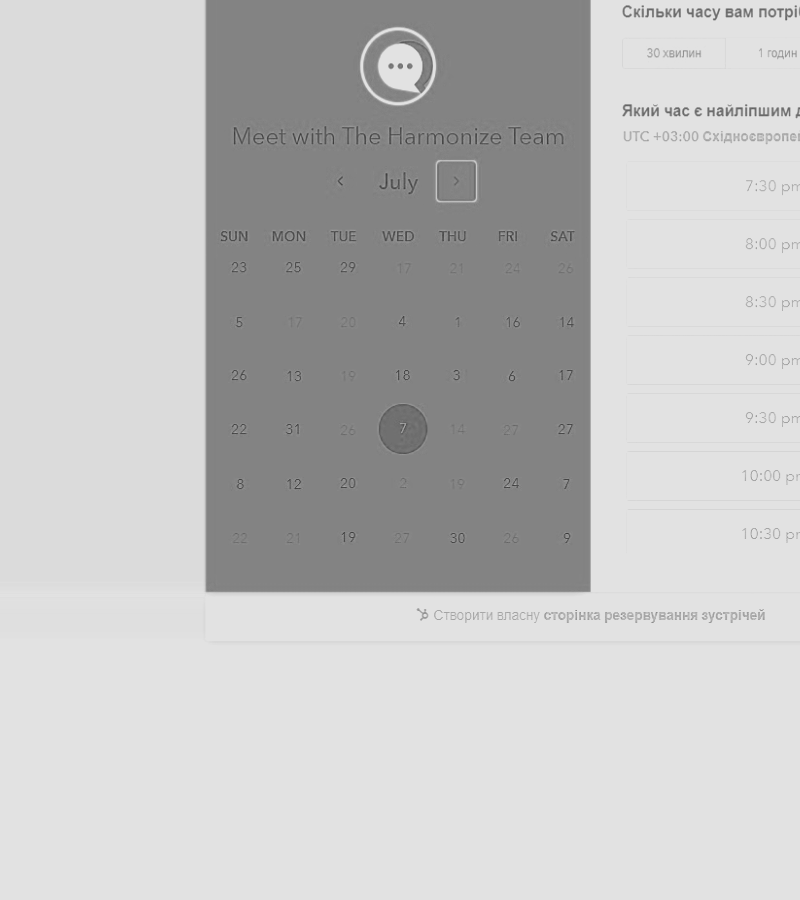 Скільки часу вам потрі
30 хвилин 1 годин
Meet with The Harmonize Team
Який час є найліпшим д
UTC +03:00 Східноєвропе
July
7:30 pm
SUN MON TUE WED THU FRI SAT
8:00 pm
23 25 29 17 21 24 26
8:30 pm
5 17 20 4 1 16 14
9:00 pm
26 13 19 18 3 6 17
9:30 pm
22 31 26 7 14 27 27
10:00 pm
8 12 20 2 19 24 7
10:30 pm
22 21 19 27 30 26 9
Створити власну сторінка резервування зустрічей